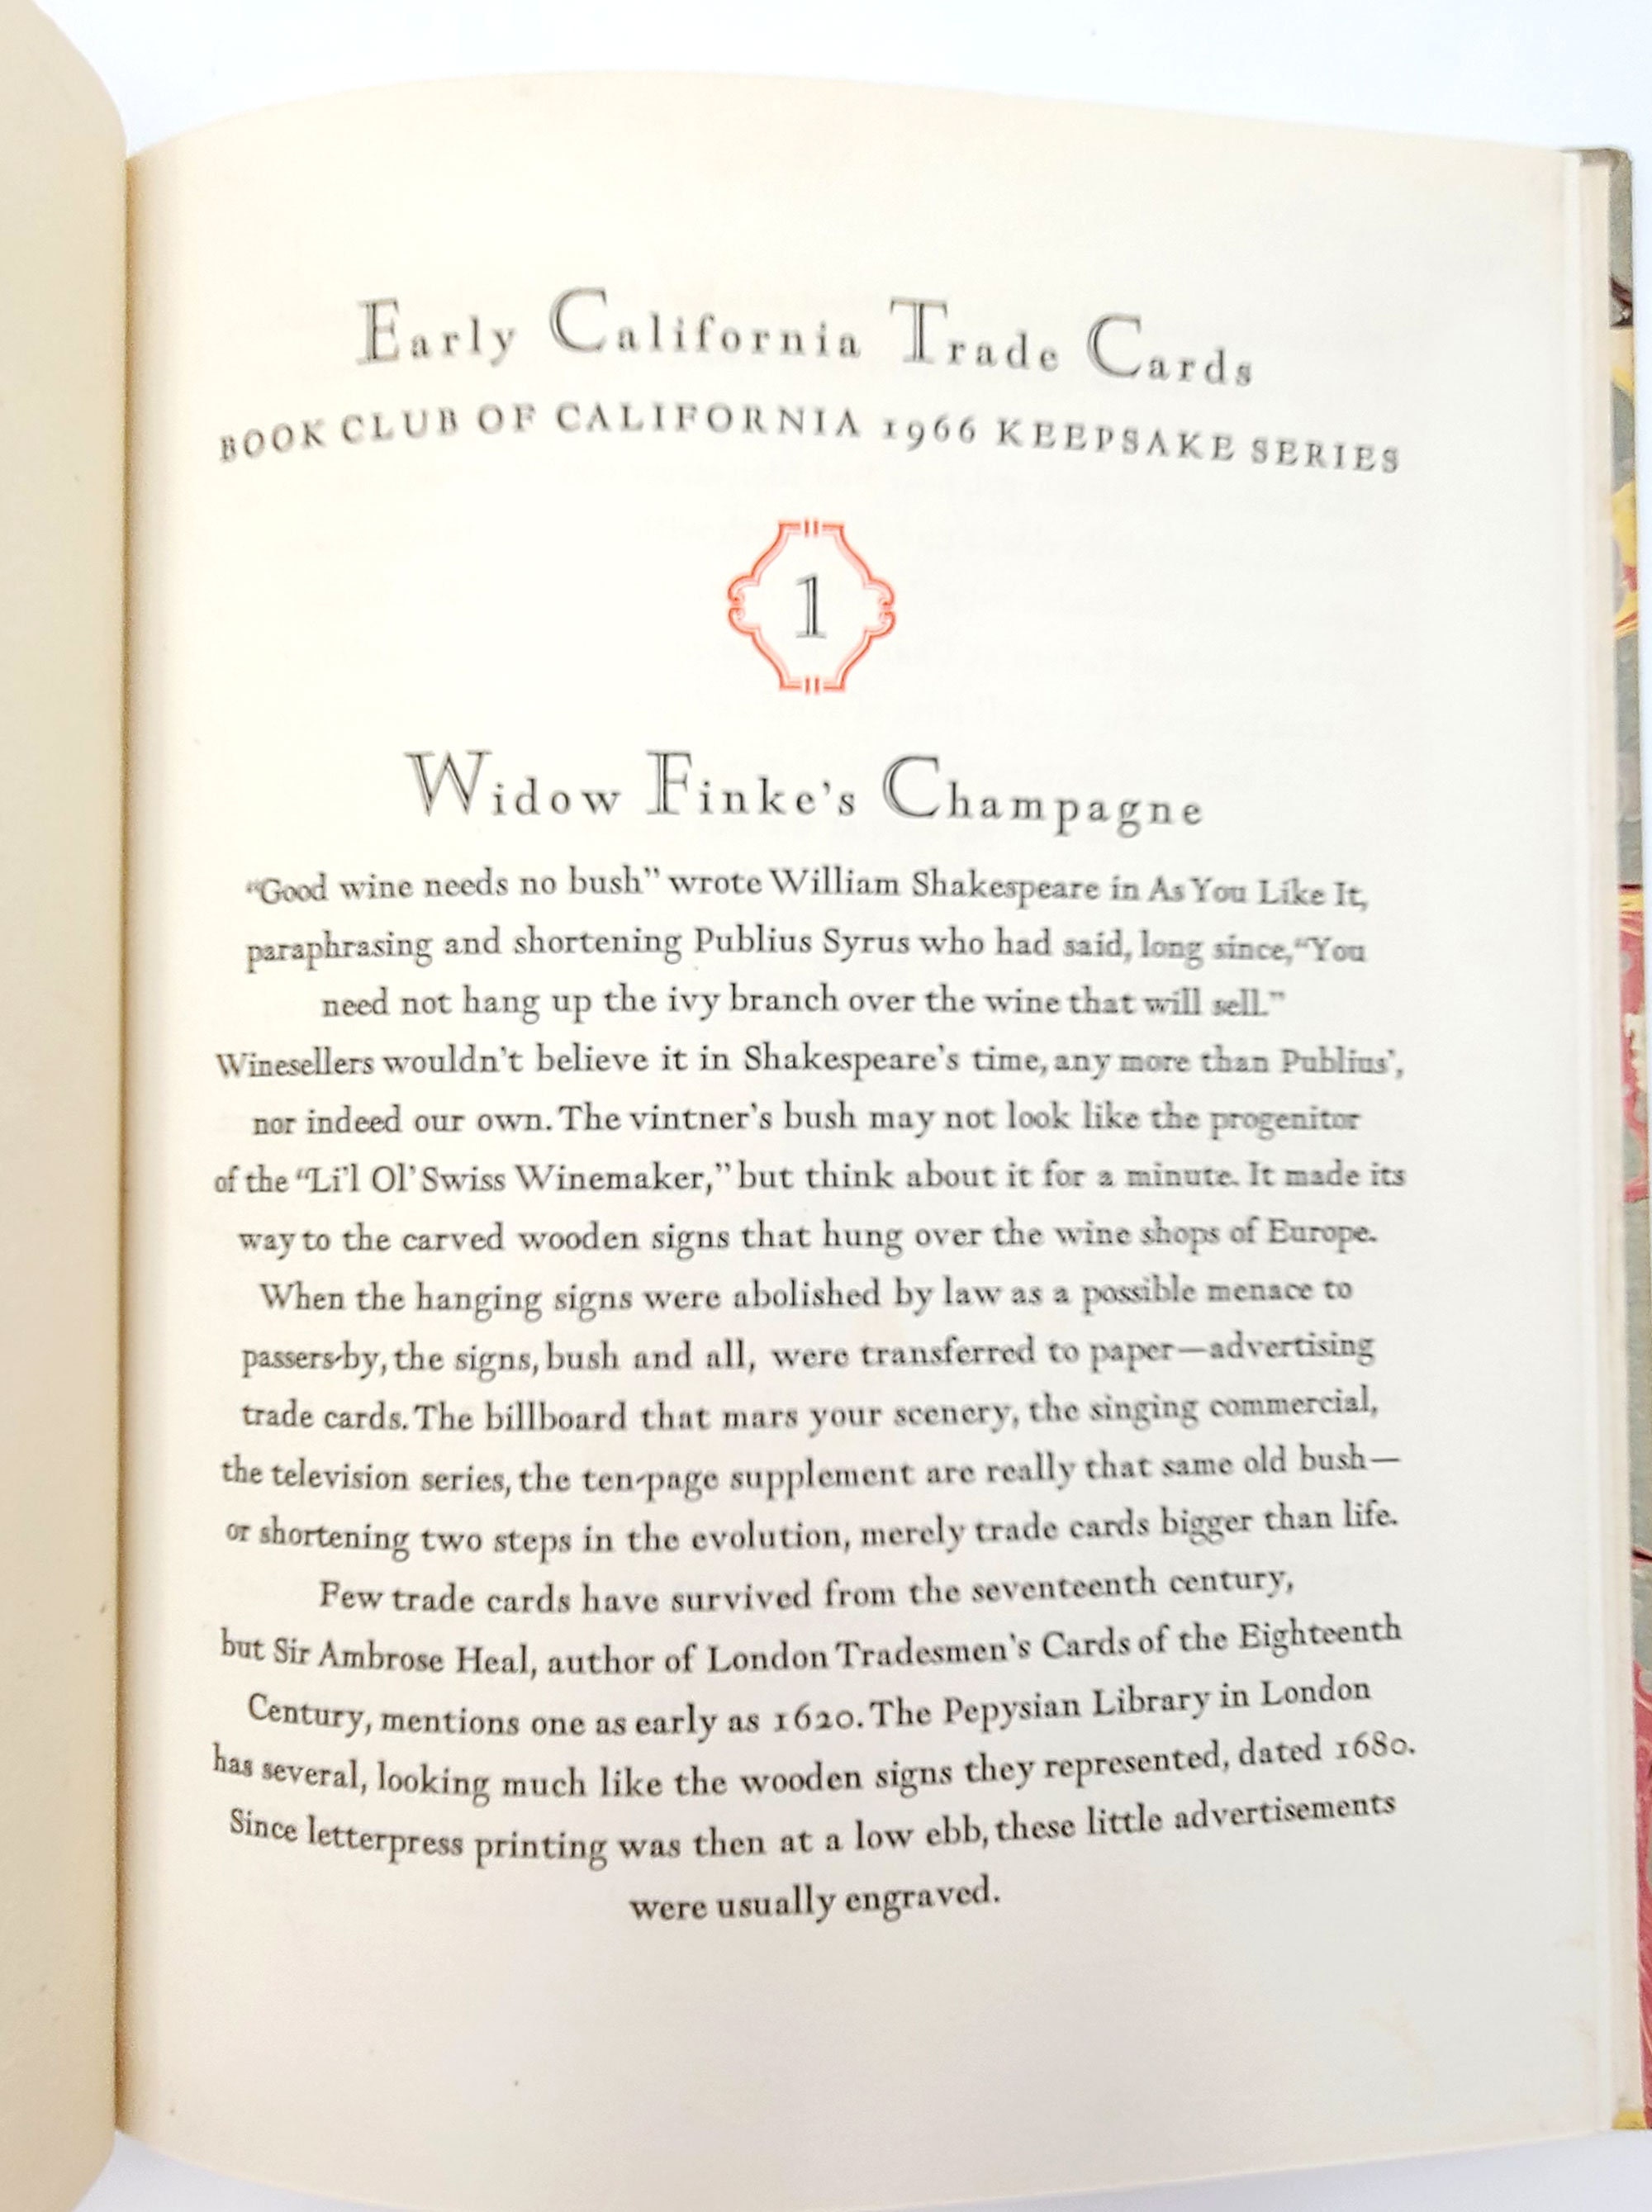 Early California Trade Cards
BOOK CLUB OF CALIFORNIA 1966 KEEPSAKE SERIES
1
Widow Finke's Champagne
“Good wine needs no bush” wrote William Shakespeare in As You Like It,
paraphrasing and shortening Publius Syrus who had said, long since, “You
need not hang up the ivy branch over the wine that will sell.”
Winesellers wouldn't believe it in Shakespeare's time, any more than Publius',
nor indeed our own. The vintner's bush may not look like the progenitor
of the “Li'l Ol' Swiss Winemaker,” but think about it for a minute. It made its
way to the carved wooden signs that hung over the wine shops of Europe.
When the hanging signs were abolished by law as a possible menace to
passers-by, the signs, bush and all, were transferred to paper—advertising
trade cards. The billboard that mars your scenery, the singing commercial,
the television series, the ten-page supplement are really that same old bush—
or shortening two steps in the evolution, merely trade cards bigger than life.
Few trade cards have survived from the seventeenth century,
but Sir Ambrose Heal, author of London Tradesmen's Cards of the Eighteenth
Century, mentions one as early as 1620. The Pepysian Library in London
has several, looking much like the wooden signs they represented, dated 1680.
Since letterpress printing was then at a low ebb, these little advertisements
were usually engraved.